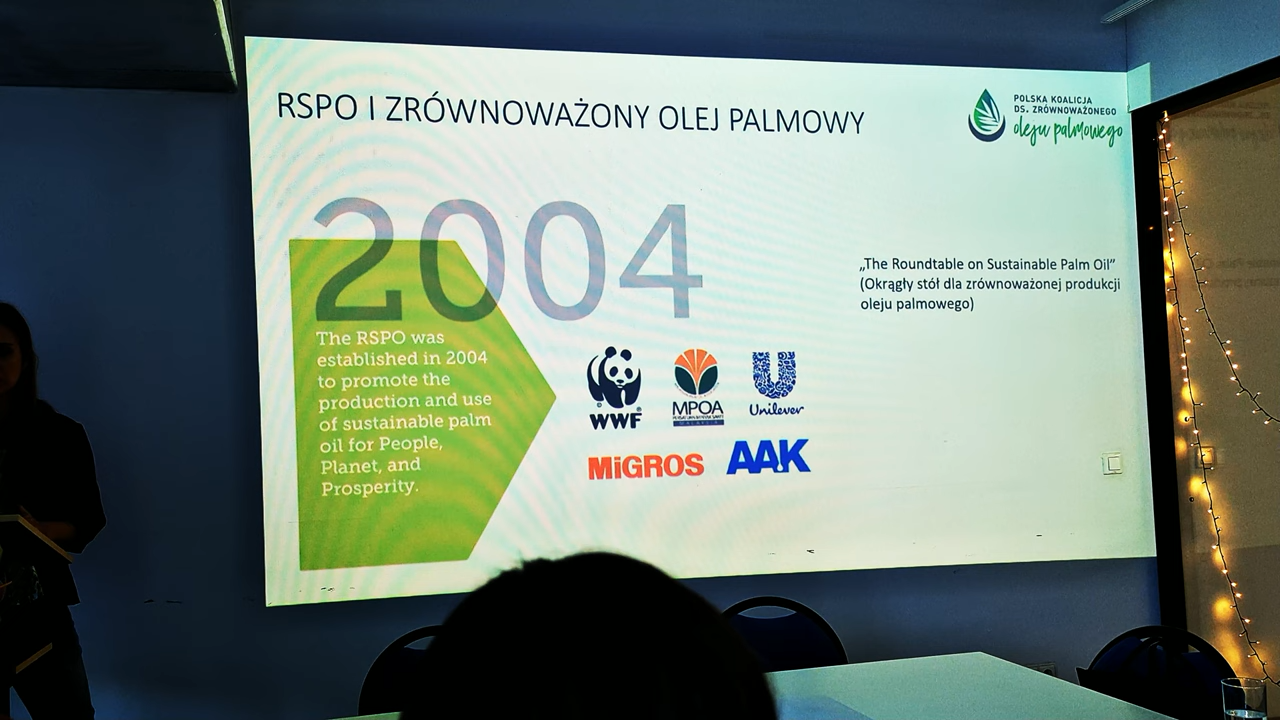 RSPO I ZRÓWNOWAŻONY OLEJ PALMOWY
POLSKA KOALICJA
DS. ZRÓWNOWAŻONEGO
oleju palmowego
2004
The RSPO was
established in 2004
to promote the
production and use
of sustainable palm
oil for People,
Planet, and
Prosperity.
„The Roundtable on Sustainable Palm Oil”
(Okrągły stół dla zrównoważonej produkcji
oleju palmowego)
WWF
MPOA
MALAYSIA
Unilever
MiGROS
AAK